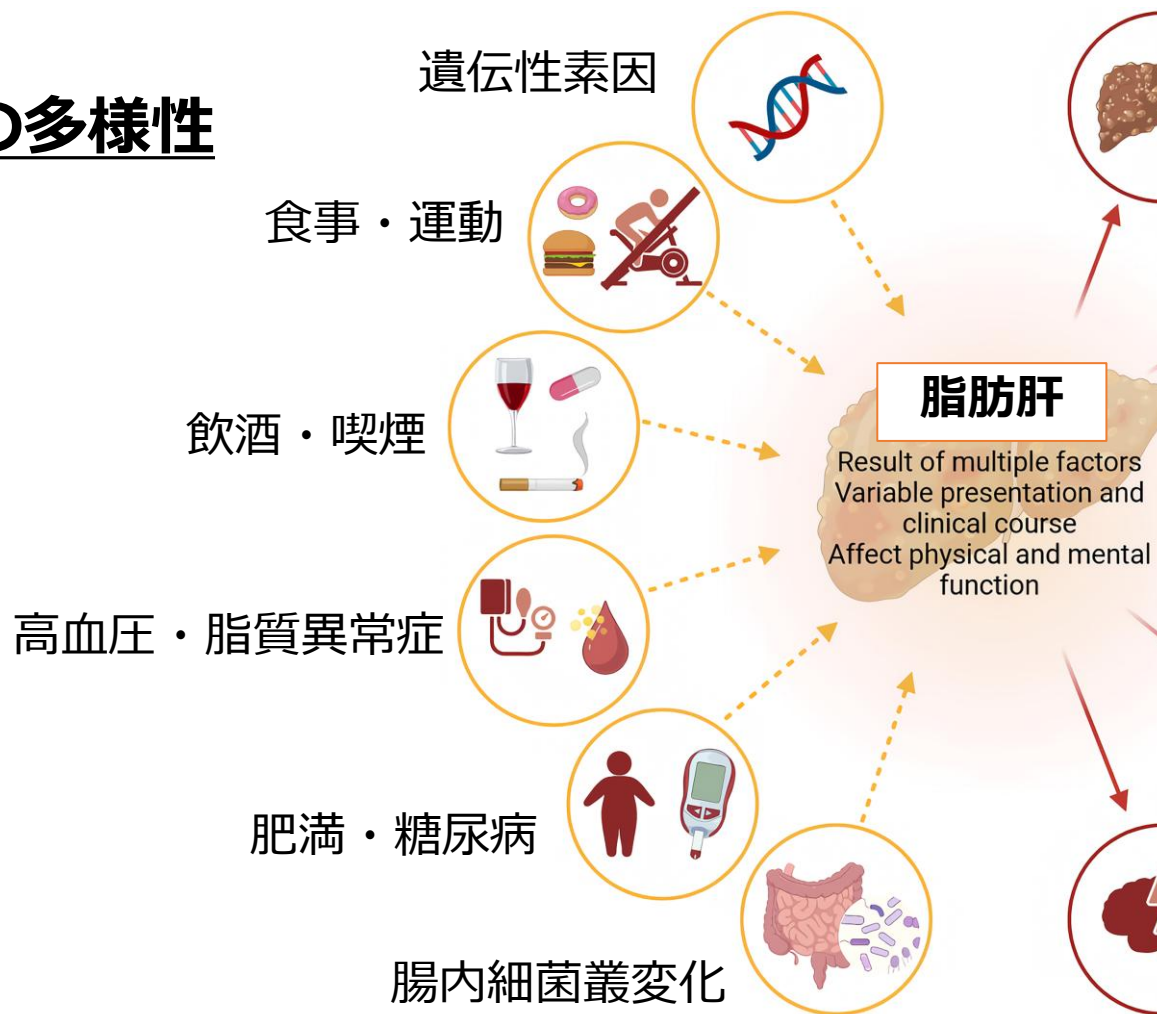 の多様性
遺伝性素因
食事・運動
飲酒・喫煙
高血圧・脂質異常症
肥満・糖尿病
腸内細菌叢変化
脂肪肝
Result of multiple factors
Variable presentation and
clinical course
Affect physical and mental
function